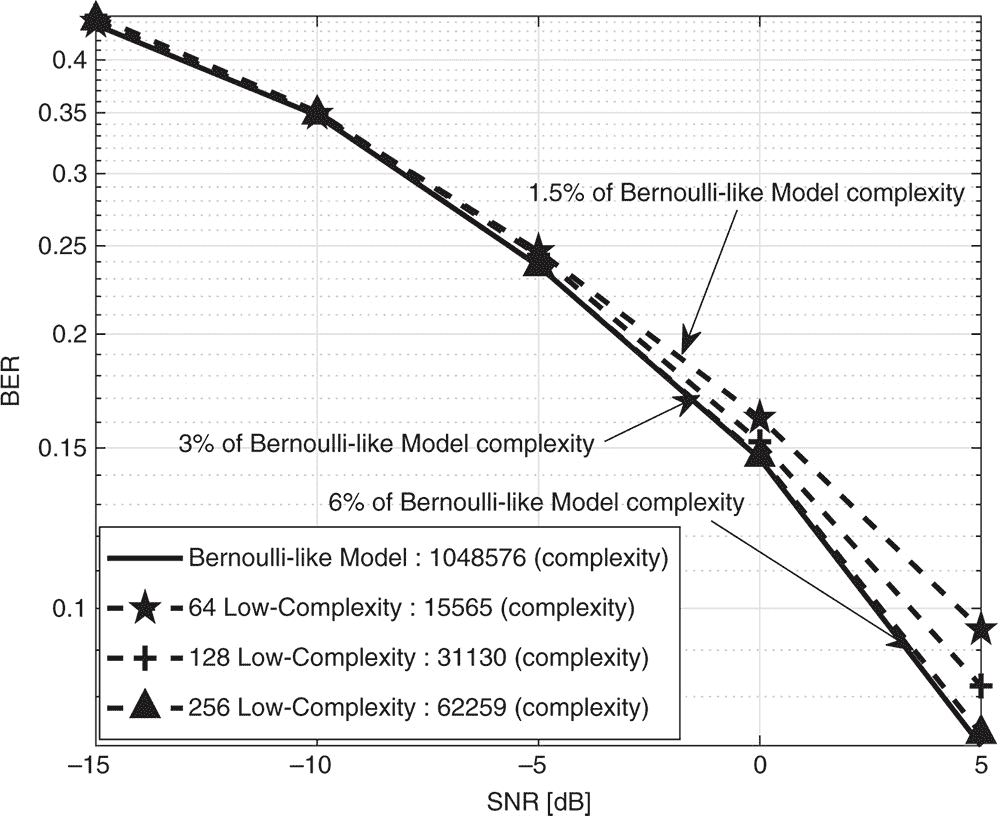 0.4
0.35
0.3
1.5% of Bernoulli-like Model complexity
0.25
0.2
BER
3% of Bernoulli-like Model complexity
0.15
6% of Bernoulli-like Model complexity
Bernoulli-like Model : 1048576 (complexity)
64 Low-Complexity : 15565 (complexity)
0.1
128 Low-Complexity : 31130 (complexity)
256 Low-Complexity : 62259 (complexity)
–15 –10 –5 0 5
SNR [dB]